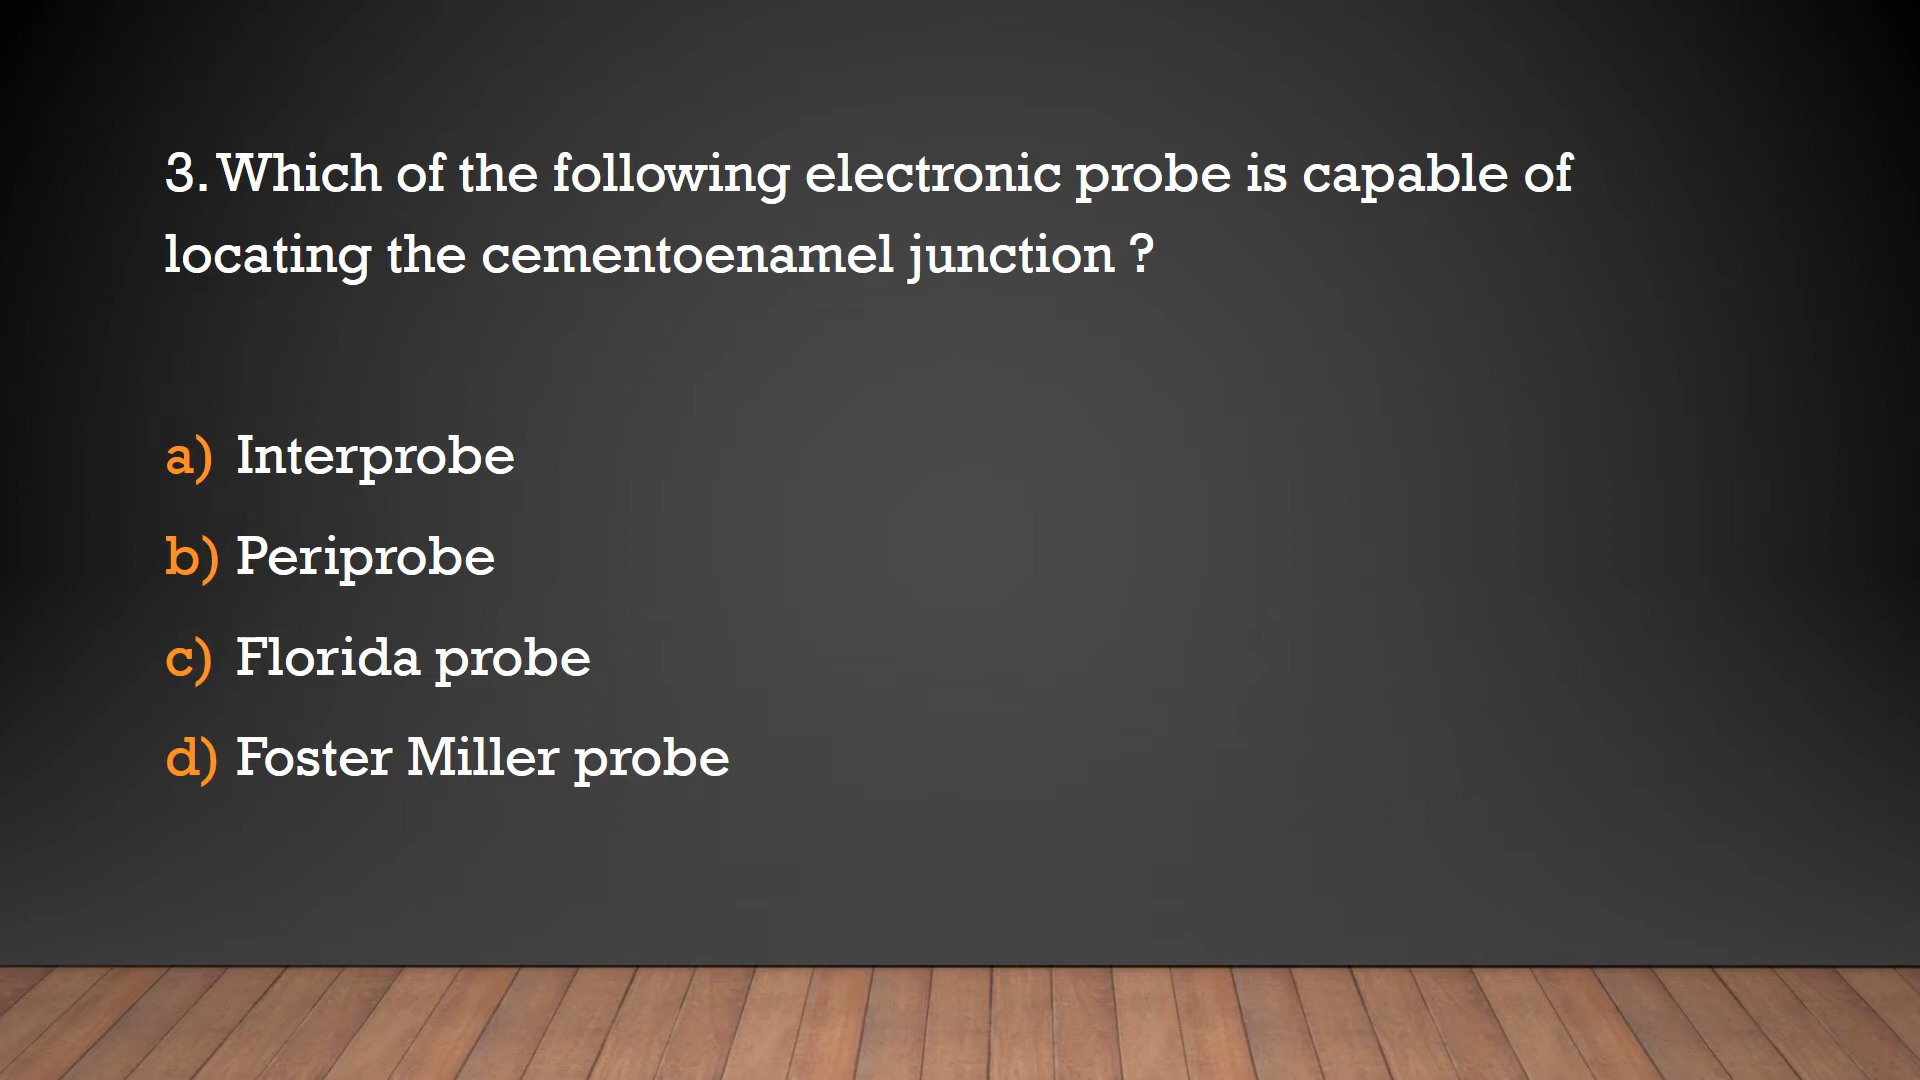 3. Which of the following electronic probe is capable of
locating the cementoenamel junction ?
a) Interprobe
b) Periprobe
c) Florida probe
d) Foster Miller probe